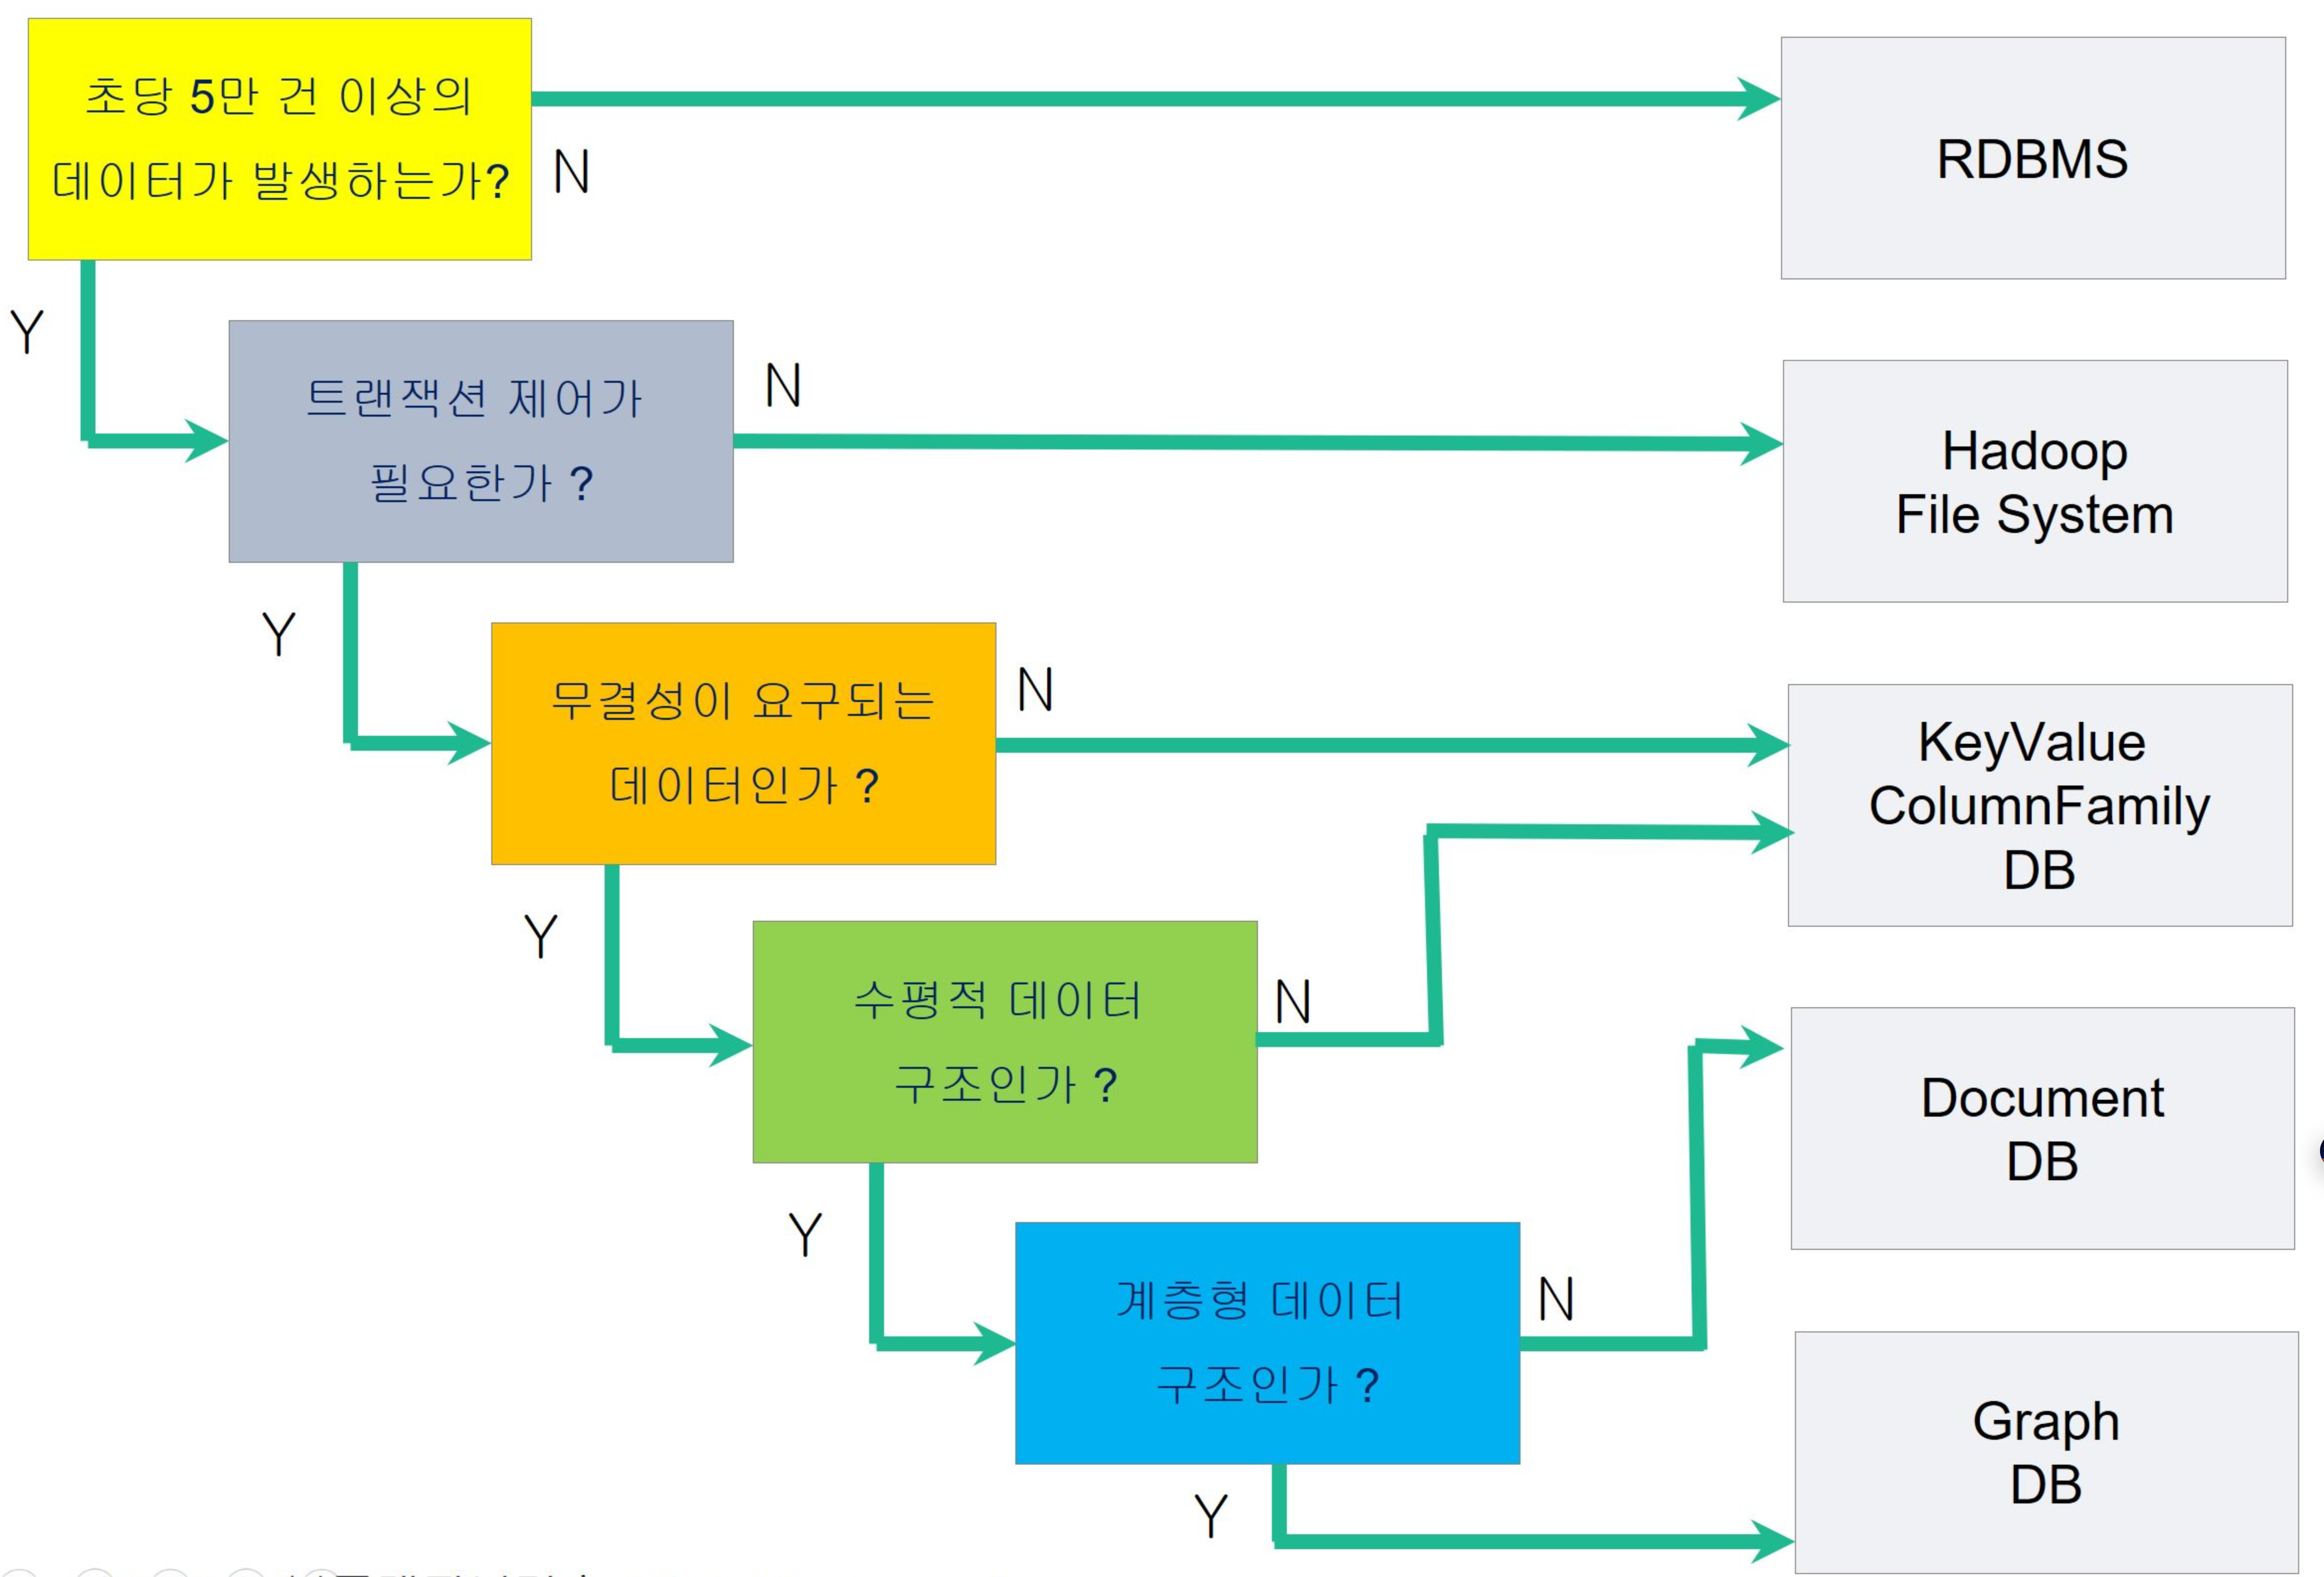 초당 5만 건 이상의
데이터가 발생하는가?
N
RDBMS
Y
트랜잭션 제어가
필요한가 ?
N
Hadoop
File System
Y
무결성이 요구되는
데이터인가 ?
N
KeyValue
ColumnFamily
DB
Y
수평적 데이터
구조인가 ?
N
Document
DB
Y
계층형 데이터
구조인가 ?
N
Graph
DB
Y